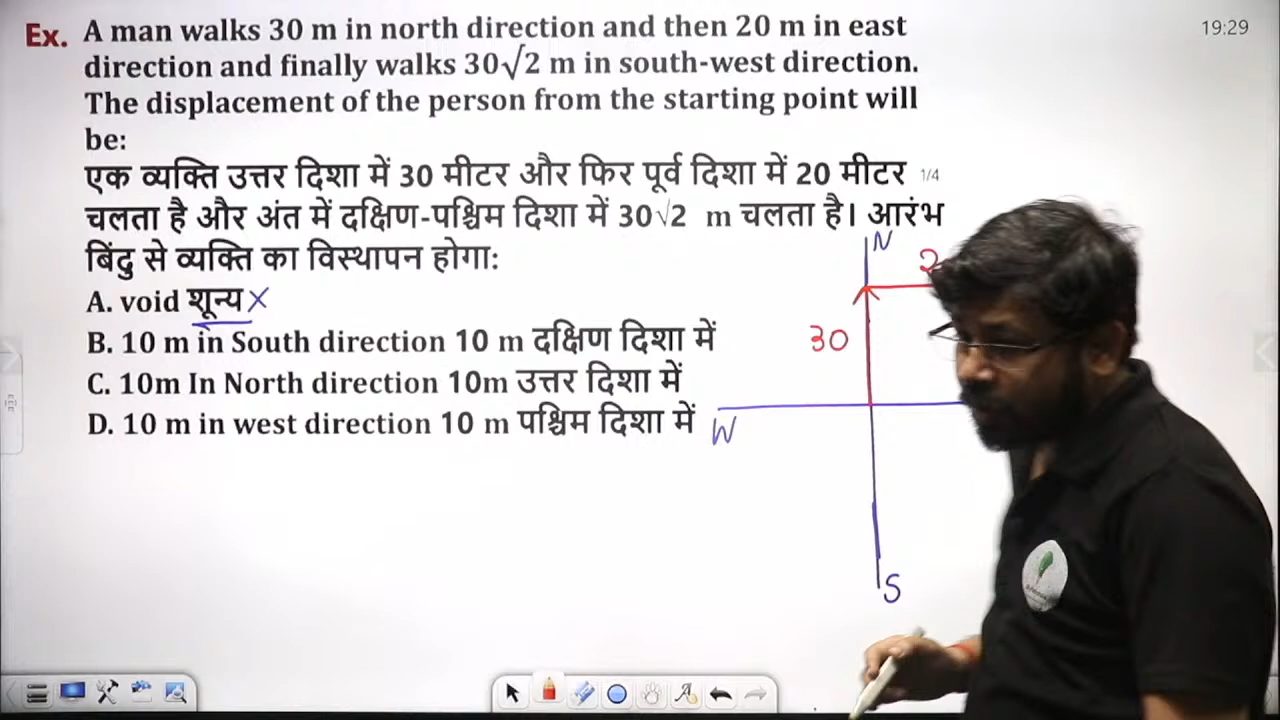 Ex. A man walks 30 m in north direction and then 20 m in east
direction and finally walks 30√2 m in south-west direction.
The displacement of the person from the starting point will
be:
एक व्यक्ति उत्तर दिशा में 30 मीटर और फिर पूर्व दिशा में 20 मीटर
चलता है और अंत में दक्षिण-पश्चिम दिशा में 30√2 m चलता है। आरंभ
बिंदु से व्यक्ति का विस्थापन होगा:
A. void शून्य X
B. 10 m in South direction 10 m दक्षिण दिशा में
C. 10m In North direction 10m उत्तर दिशा में
D. 10 m in west direction 10 m पश्चिम दिशा में
19:29
1/4
N
2
30
W
S